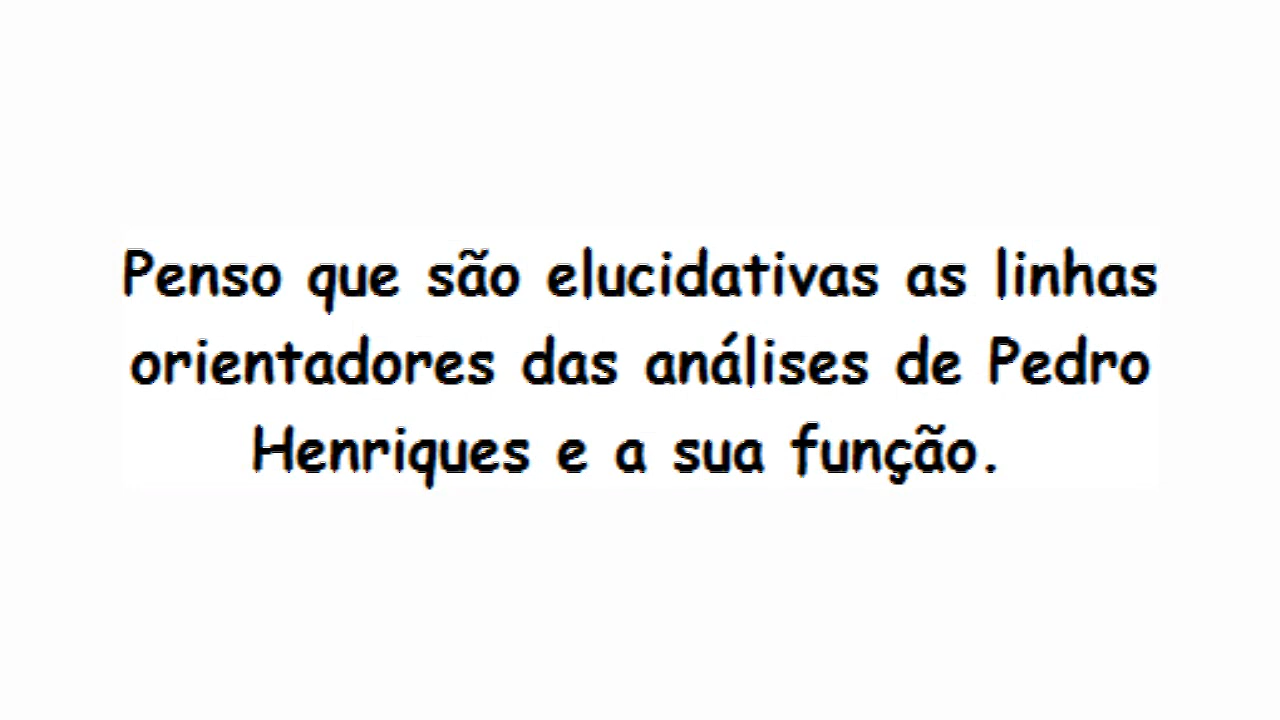 Penso que são elucidativas as linhas
orientadores das análises de Pedro
Henriques e a sua função.